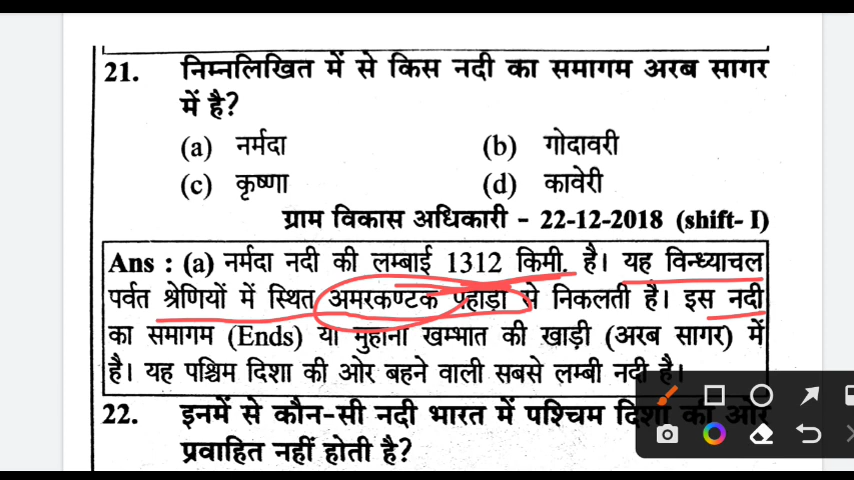 21. निम्नलिखित में से किस नदी का समागम अरब सागर
में है?
(a) नर्मदा (b) गोदावरी
(c) कृष्णा (d) कावेरी
ग्राम विकास अधिकारी - 22-12-2018 (shift- I)
Ans : (a) नर्मदा नदी की लम्बाई 1312 किमी. है। यह विन्ध्याचल
पर्वत श्रेणियों में स्थित अमरकण्टक पहाड़ी से निकलती है। इस नदी
का समागम (Ends) या मुहाना खम्भात की खाड़ी (अरब सागर) में
है। यह पश्चिम दिशा की ओर बहने वाली सबसे लम्बी नदी है।
22. इनमें से कौन-सी नदी भारत में पश्चिम दिशा की ओर
प्रवाहित नहीं होती है?